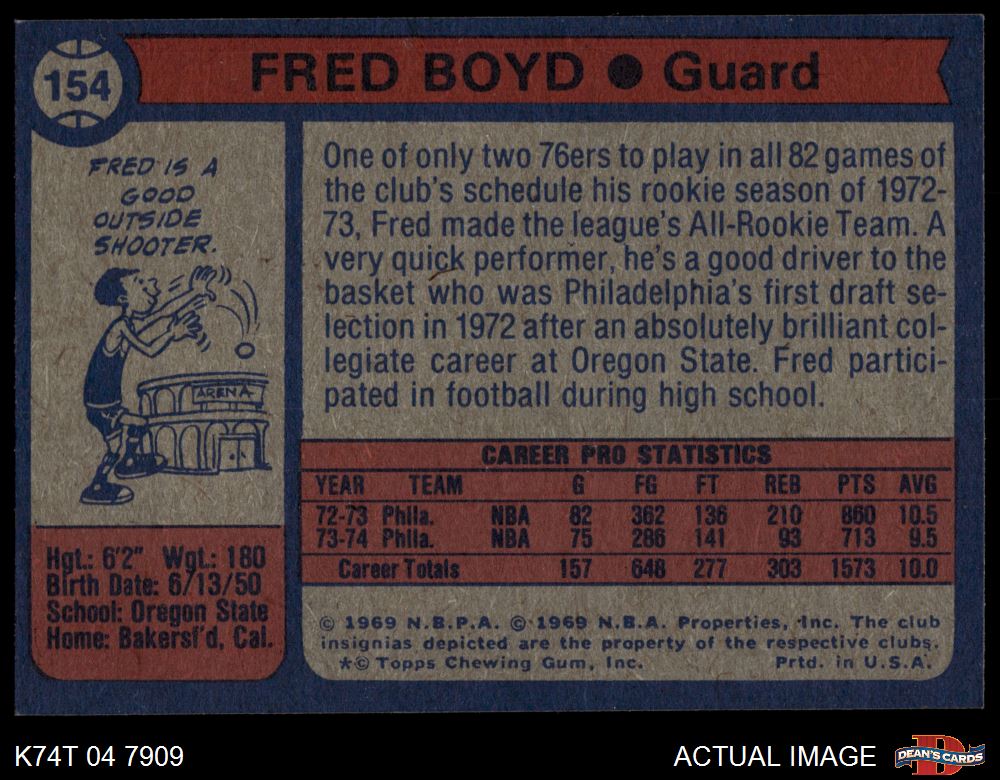 154
FRED BOYD ● Guard
FRED IS A
GOOD
OUTSIDE
SHOOTER.
ARENA
Hgt.: 6'2" Wgt.: 180
Birth Date: 6/13/50
School: Oregon State
Home: Bakersf'd, Cal.
One of only two 76ers to play in all 82 games of
the club's schedule his rookie season of 1972-
73, Fred made the league's All-Rookie Team. A
very quick performer, he's a good driver to the
basket who was Philadelphia's first draft se-
lection in 1972 after an absolutely brilliant col-
legiate career at Oregon State. Fred partici-
pated in football during high school.
CAREER PRO STATISTICS
YEAR TEAM G FG FT REB PTS AVG
72-73 Phila. NBA 82 362 136 210 860 10.5
73-74 Phila. NBA 75 286 141 93 713 9.5
Career Totals 157 648 277 303 1573 10.0
© 1969 N.B.P.A. © 1969 N.B.A. Properties, Inc. The club
insignias depicted are the property of the respective clubs.
*© Topps Chewing Gum, Inc. Prtd. in U.S.A.
K74T 04 7909
ACTUAL IMAGE
DEAN'S CARDS